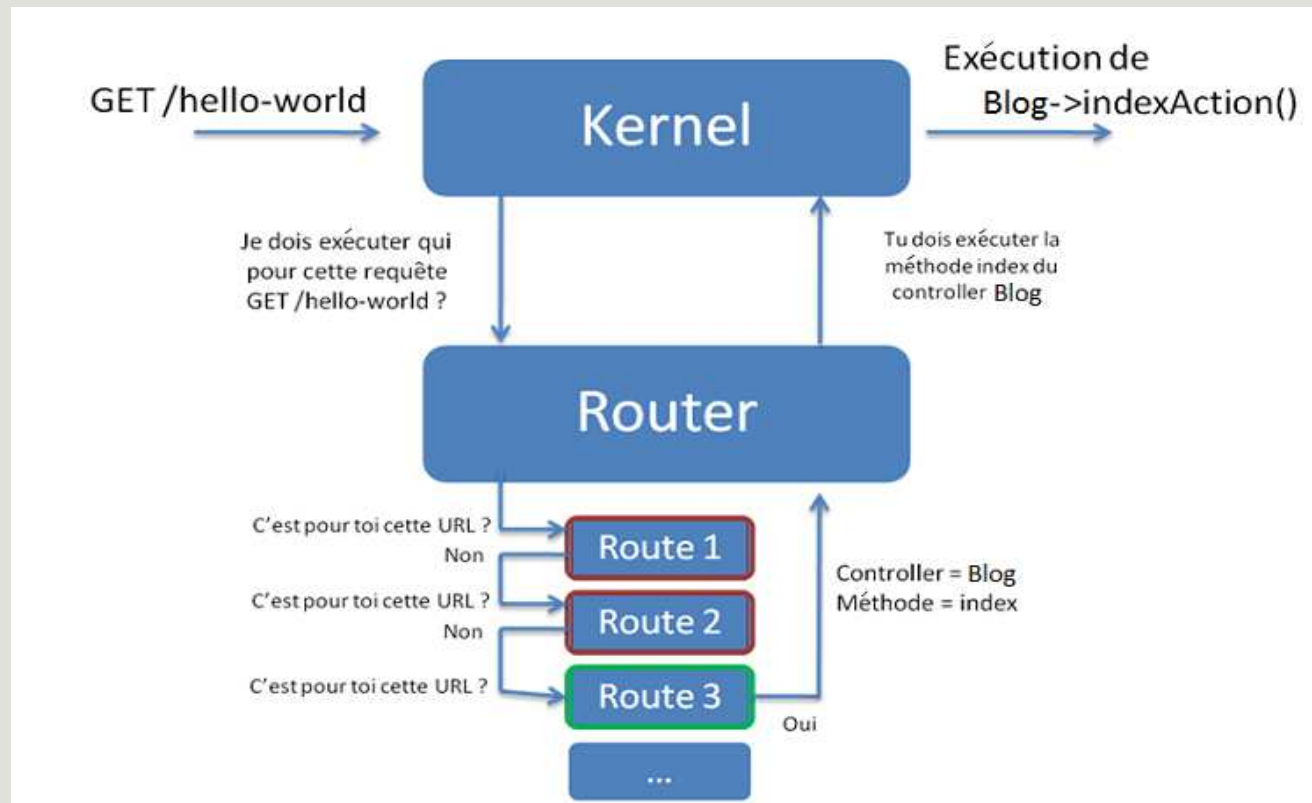 GET /hello-world
Kernel
Exécution de
Blog->indexAction()
Je dois exécuter qui
pour cette requête
GET /hello-world ?
Tu dois exécuter la
méthode index du
controller Blog
Router
C'est pour toi cette URL ?
Route 1
Non
C'est pour toi cette URL ?
Route 2
Non
C'est pour toi cette URL ?
Route 3
Oui
Controller = Blog
Méthode = index
...